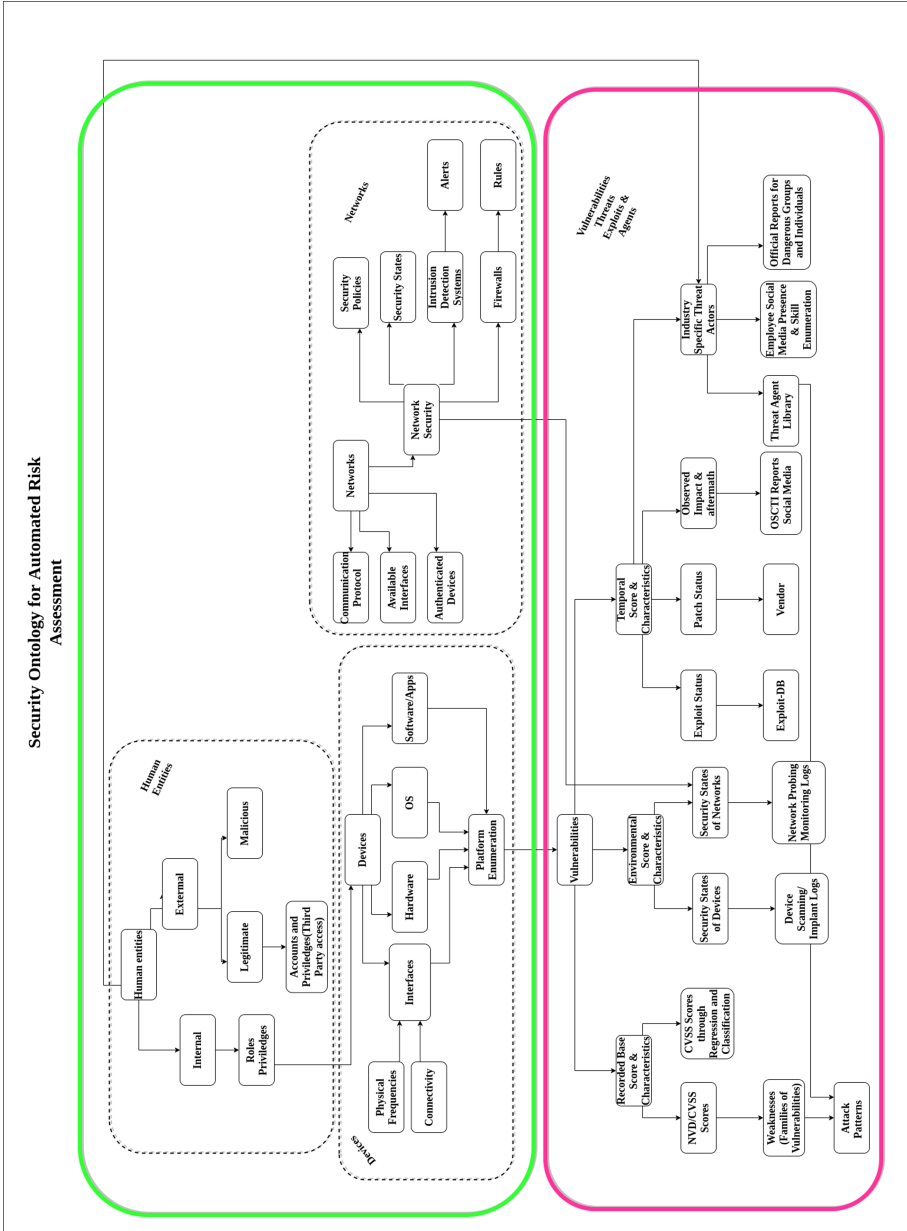 Security Ontology for Automated Risk
Assessment
Human
Entities
Human entities
Internal
Extermal
Roles
Priviledges
Legitimate
Malicious
Accounts and
Priviledges(Third
Party access)
Devices
Devices
Physical
Frequencies
Connectivity
Interfaces
Hardware
OS
Software/Apps
Platform
Enumeration
Networks
Networks
Communication
Protocol
Available
Interfaces
Authenticated
Devices
Network
Security
Security
Policies
Security States
Intrusion
Detection
Systems
Alerts
Firewalls
Rules
Vulnerabilities
Threats
Exploits &
Agents
Vulnerabilities
Recorded Base
Score &
Characteristics
Environmental
Score &
Characteristics
Temporal
Score &
Characteristics
NVD/CVSS
Scores
CVSS Scores
through
Regression and
Classification
Security States
of Devices
Security States
of Networks
Exploit Status
Patch Status
Observed
Impact &
aftermath
Industry
Specific Threat
Actors
Weaknesses
(Families of
Vulnerabilities)
Attack
Patterns
Device
Scanning/
Implant Logs
Network Probing
Monitoring Logs
Exploit-DB
Vendor
OSCTI Reports
Social Media
Threat Agent
Library
Employee Social
Media Presence
& Skill
Enumeration
Official Reports for
Dangerous Groups
and Individuals